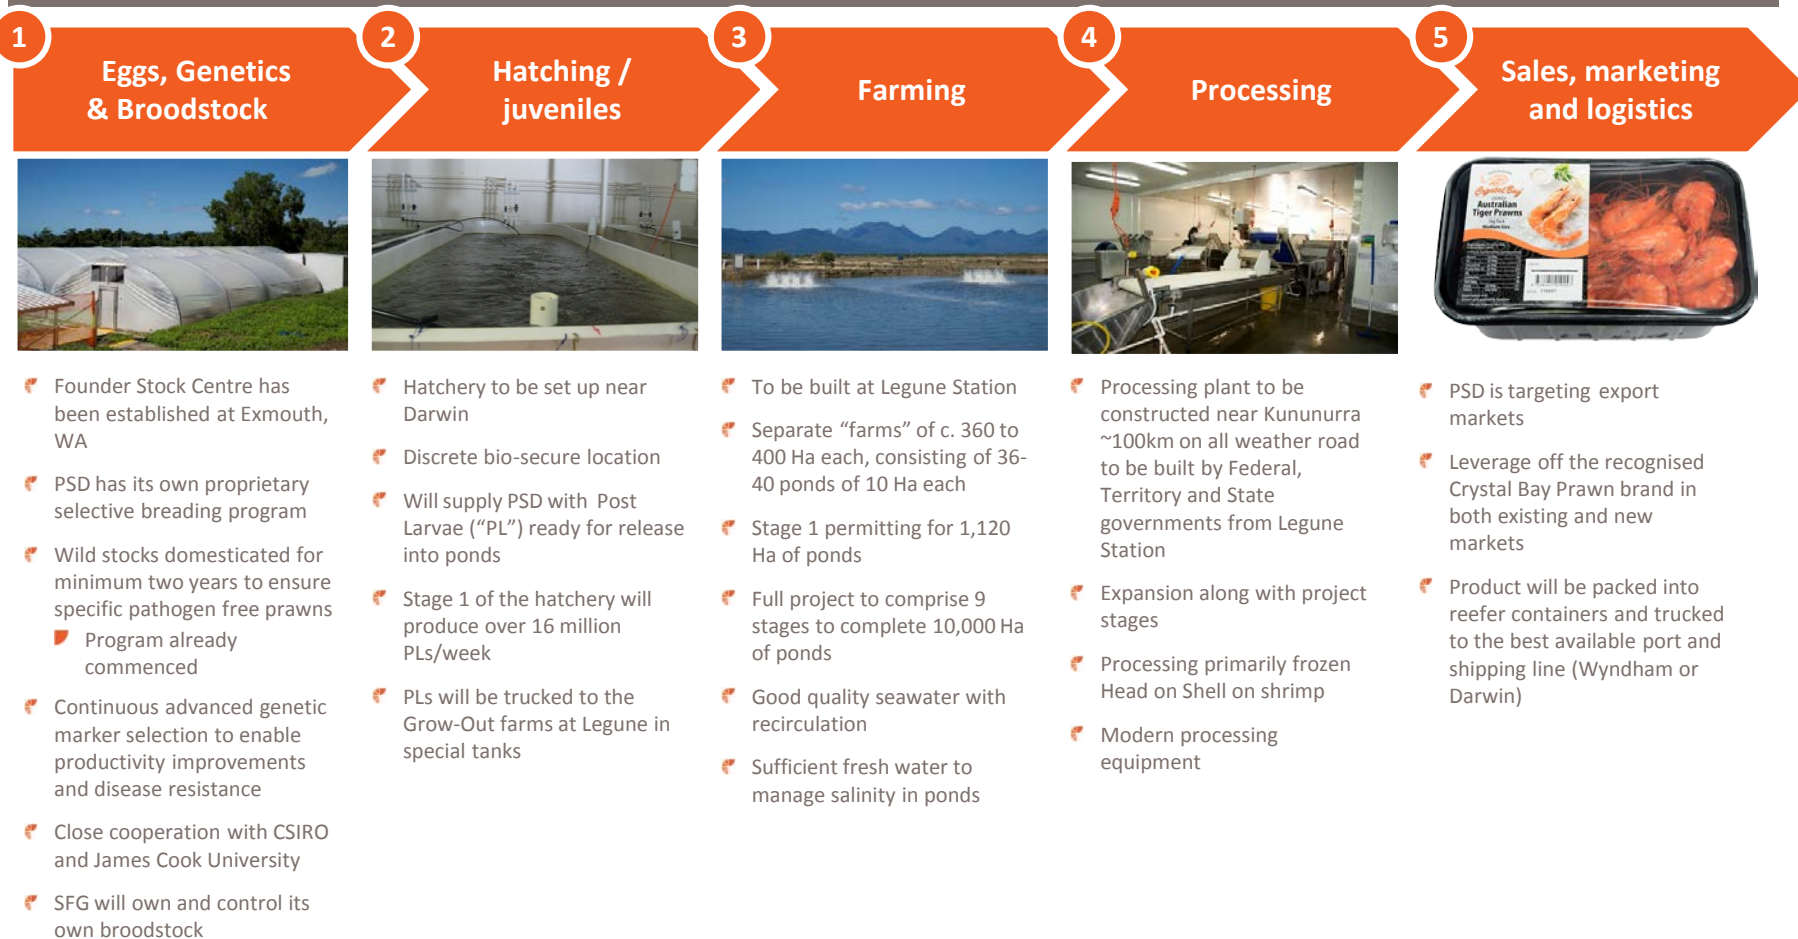 1
Eggs, Genetics
& Broodstock
2
Hatching /
juveniles
3
Farming
4
Processing
5
Sales, marketing
and logistics
Crystal Bay
Australian
Tiger Prawns
Founder Stock Centre has
been established at Exmouth,
WA
PSD has its own proprietary
selective breading program
Wild stocks domesticated for
minimum two years to ensure
specific pathogen free prawns
Program already
commenced
Continuous advanced genetic
marker selection to enable
productivity improvements
and disease resistance
Close cooperation with CSIRO
and James Cook University
SFG will own and control its
own broodstock
Hatchery to be set up near
Darwin
Discrete bio-secure location
Will supply PSD with Post
Larvae (“PL”) ready for release
into ponds
Stage 1 of the hatchery will
produce over 16 million
PLs/week
PLs will be trucked to the
Grow-Out farms at Legune in
special tanks
To be built at Legune Station
Separate “farms” of c. 360 to
400 Ha each, consisting of 36-
40 ponds of 10 Ha each
Stage 1 permitting for 1,120
Ha of ponds
Full project to comprise 9
stages to complete 10,000 Ha
of ponds
Good quality seawater with
recirculation
Sufficient fresh water to
manage salinity in ponds
Processing plant to be
constructed near Kununurra
~100km on all weather road
to be built by Federal,
Territory and State
governments from Legune
Station
Expansion along with project
stages
Processing primarily frozen
Head on Shell on shrimp
Modern processing
equipment
PSD is targeting export
markets
Leverage off the recognised
Crystal Bay Prawn brand in
both existing and new
markets
Product will be packed into
reefer containers and trucked
to the best available port and
shipping line (Wyndham or
Darwin)